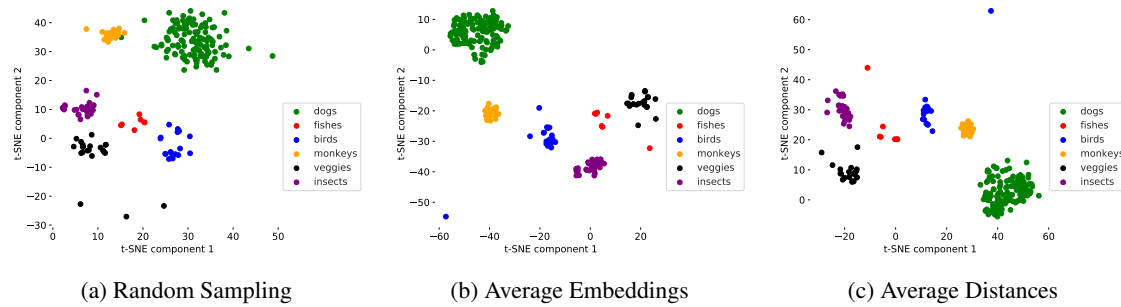 40
30
20
10
0
−10
−20
−30
t-SNE component 2
0
10
20
30
40
50
t-SNE component 1
dogs
fishes
birds
monkeys
veggies
insects
(a) Random Sampling
10
0
−10
−20
−30
−40
−50
t-SNE component 2
−60
−40
−20
0
20
t-SNE component 1
dogs
fishes
birds
monkeys
veggies
insects
(b) Average Embeddings
60
50
40
30
20
10
0
t-SNE component 2
−20
0
20
40
60
t-SNE component 1
dogs
fishes
birds
monkeys
veggies
insects
(c) Average Distances